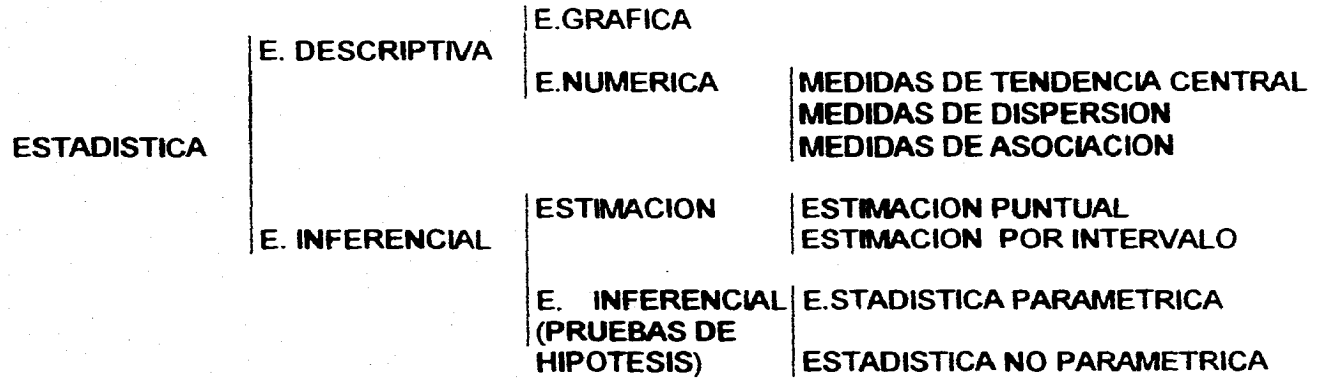 E.GRAFICA
E. DESCRIPTIVA
E.NUMERICA
MEDIDAS DE TENDENCIA CENTRAL
MEDIDAS DE DISPERSION
MEDIDAS DE ASOCIACION
ESTADISTICA
ESTIMACION
ESTIMACION PUNTUAL
E. INFERENCIAL
ESTIMACION POR INTERVALO
E. INFERENCIAL
(PRUEBAS DE
HIPOTESIS)
E.STADISTICA PARAMETRICA
ESTADISTICA NO PARAMETRICA